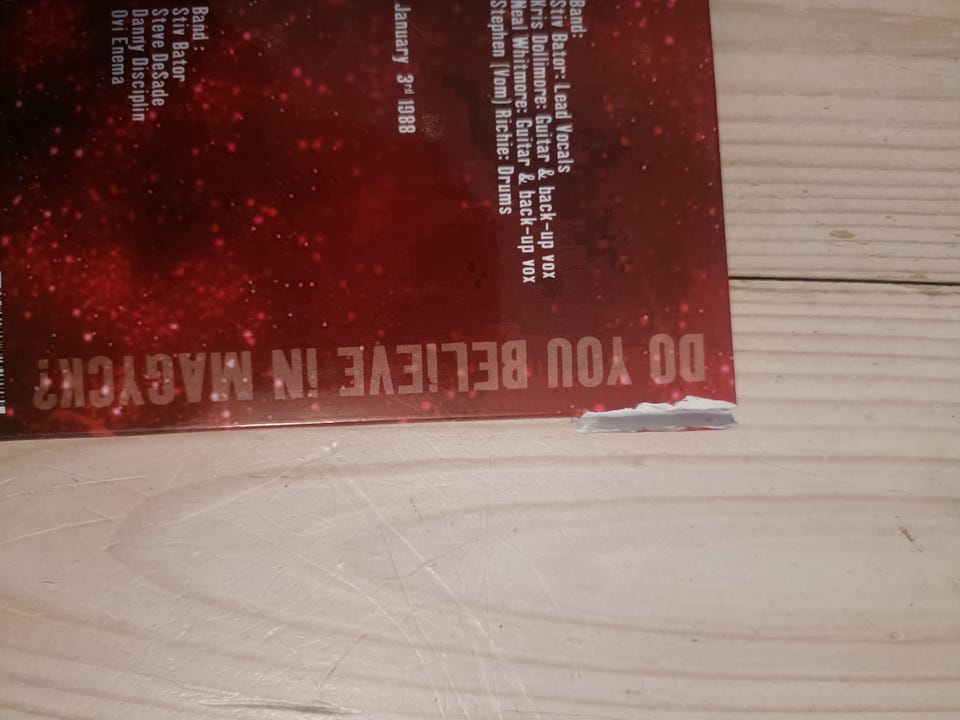 Band:
Stiv Bator: Lead Vocals
Kris Dollimore: Guitar & back-up vox
Neal Whitmore: Guitar & back-up vox
Stephen (Vom) Richie: Drums
January 3rd 1988
Band :
Stiv Bator
Steve DeSade
Danny Disciplin
Ovi Enema
DO YOU BELiEVE iN MAGYCK?